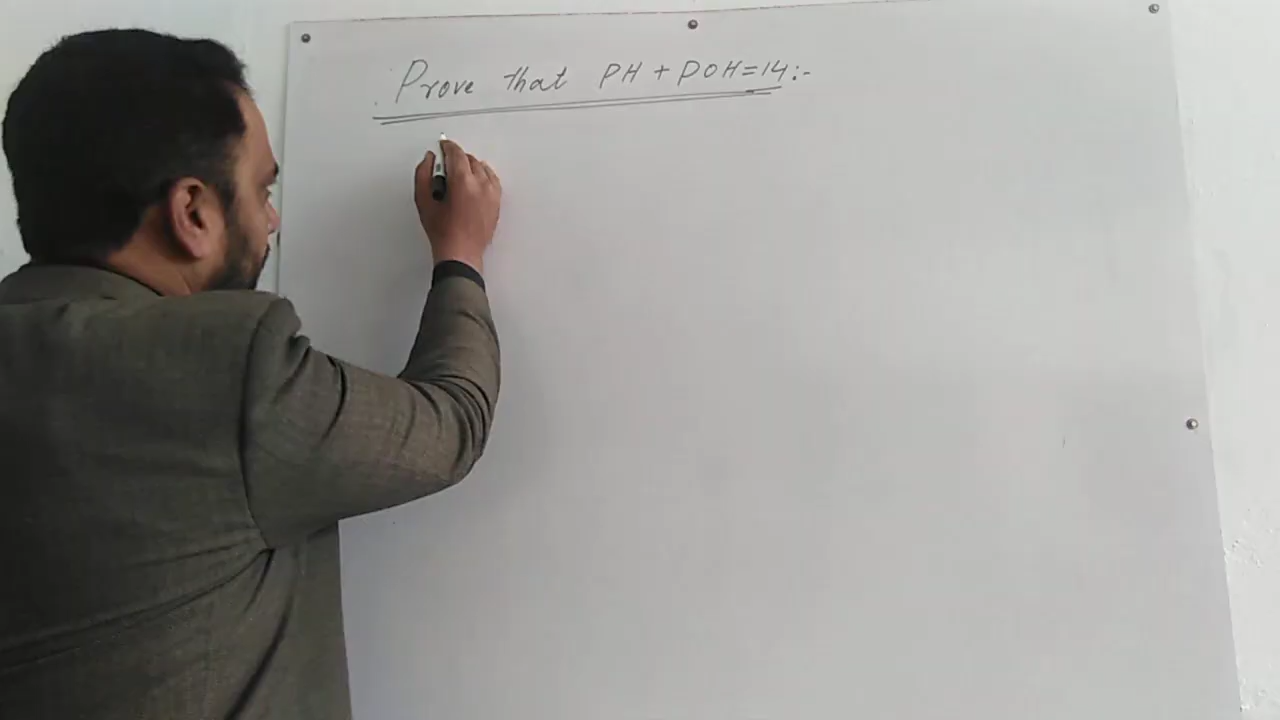 Prove that PH + POH = 14 :-